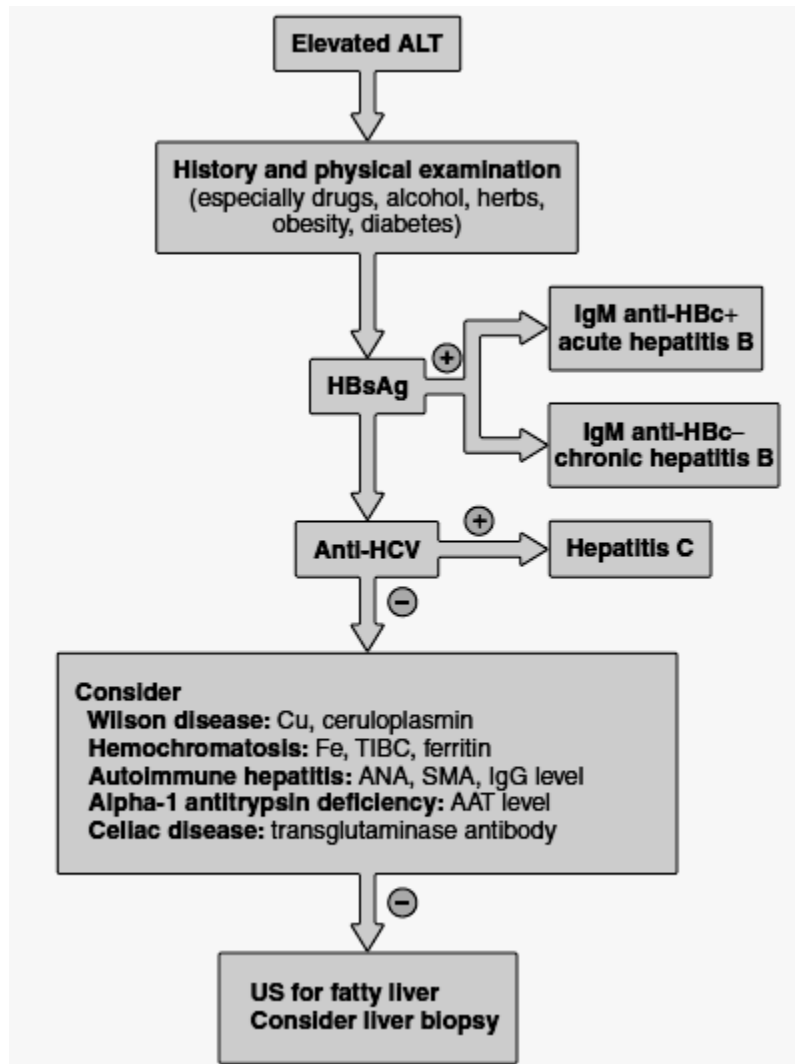 Elevated ALT
History and physical examination
(especially drugs, alcohol, herbs,
obesity, diabetes)
HBsAg
+
IgM anti-HBc+
acute hepatitis B
IgM anti-HBc–
chronic hepatitis B
Anti-HCV
+
Hepatitis C
−
Consider
Wilson disease: Cu, ceruloplasmin
Hemochromatosis: Fe, TIBC, ferritin
Autoimmune hepatitis: ANA, SMA, IgG level
Alpha-1 antitrypsin deficiency: AAT level
Celiac disease: transglutaminase antibody
−
US for fatty liver
Consider liver biopsy